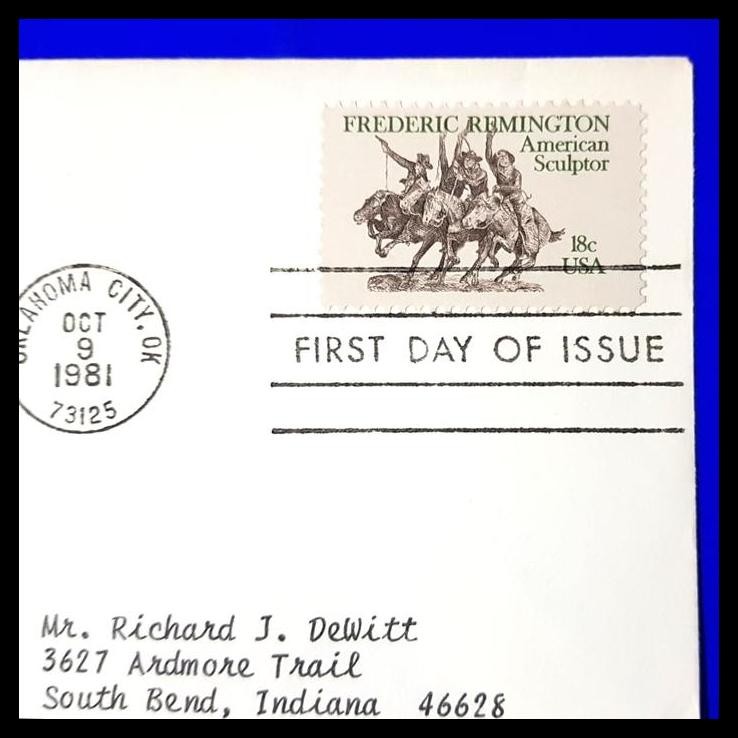 FREDERIC REMINGTON
American
Sculptor
18c
USA
OKLAHOMA CITY, OK
OCT
9
1981
73125
FIRST DAY OF ISSUE
Mr. Richard J. DeWitt
3627 Ardmore Trail
South Bend, Indiana 46628